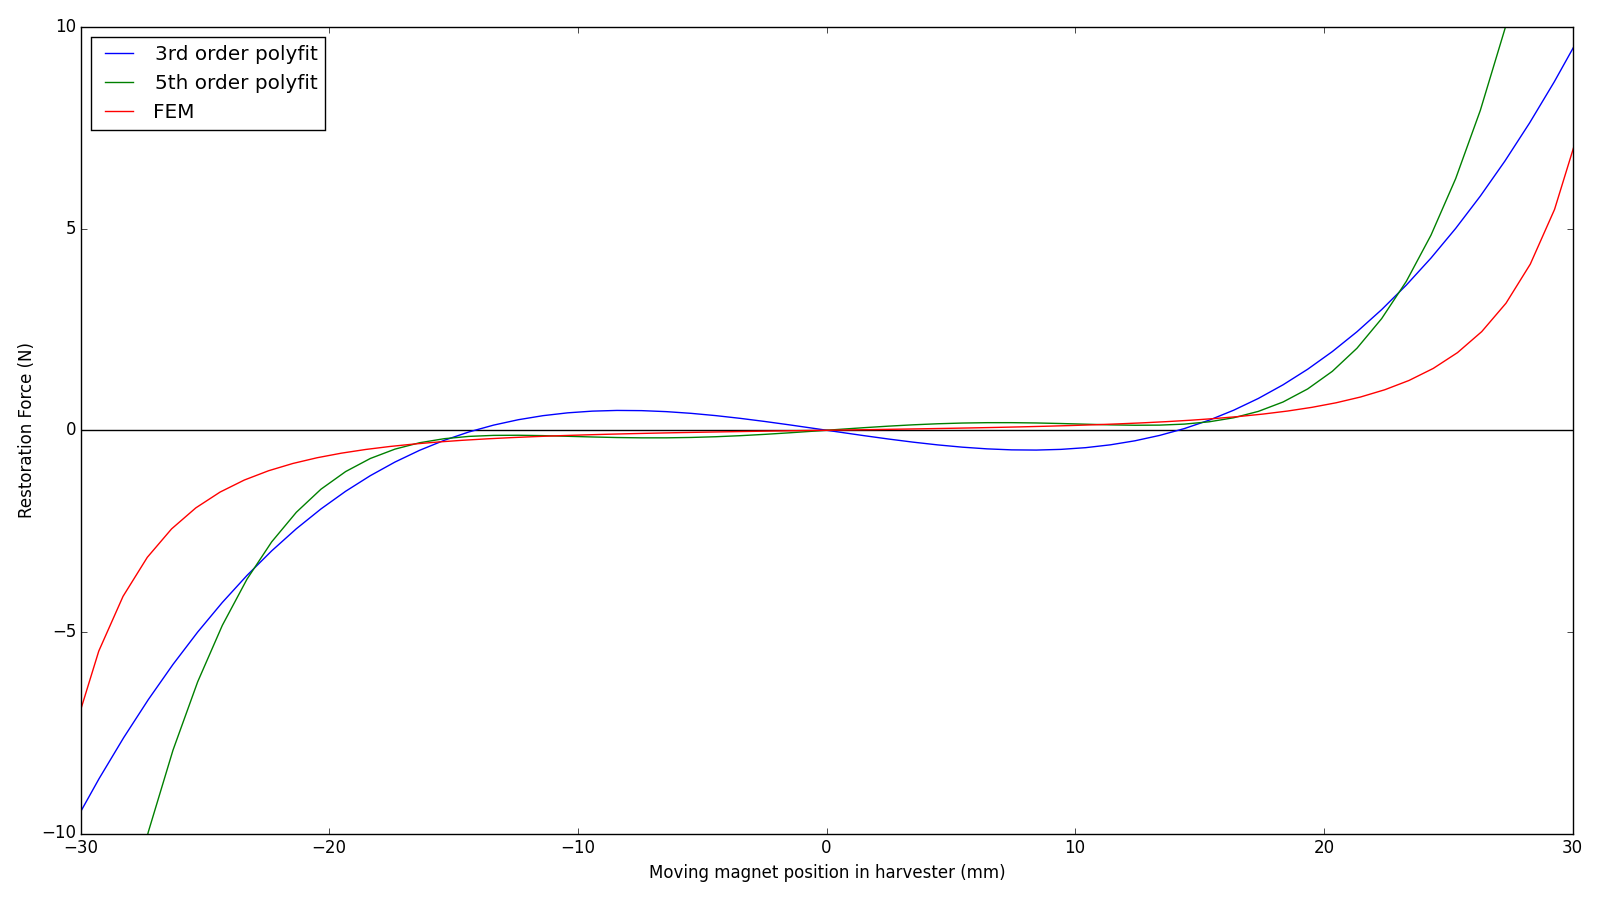 3rd order polyfit
5th order polyfit
FEM
10
5
0
−5
−10
Restoration Force (N)
−30 −20 −10 0 10 20 30
Moving magnet position in harvester (mm)